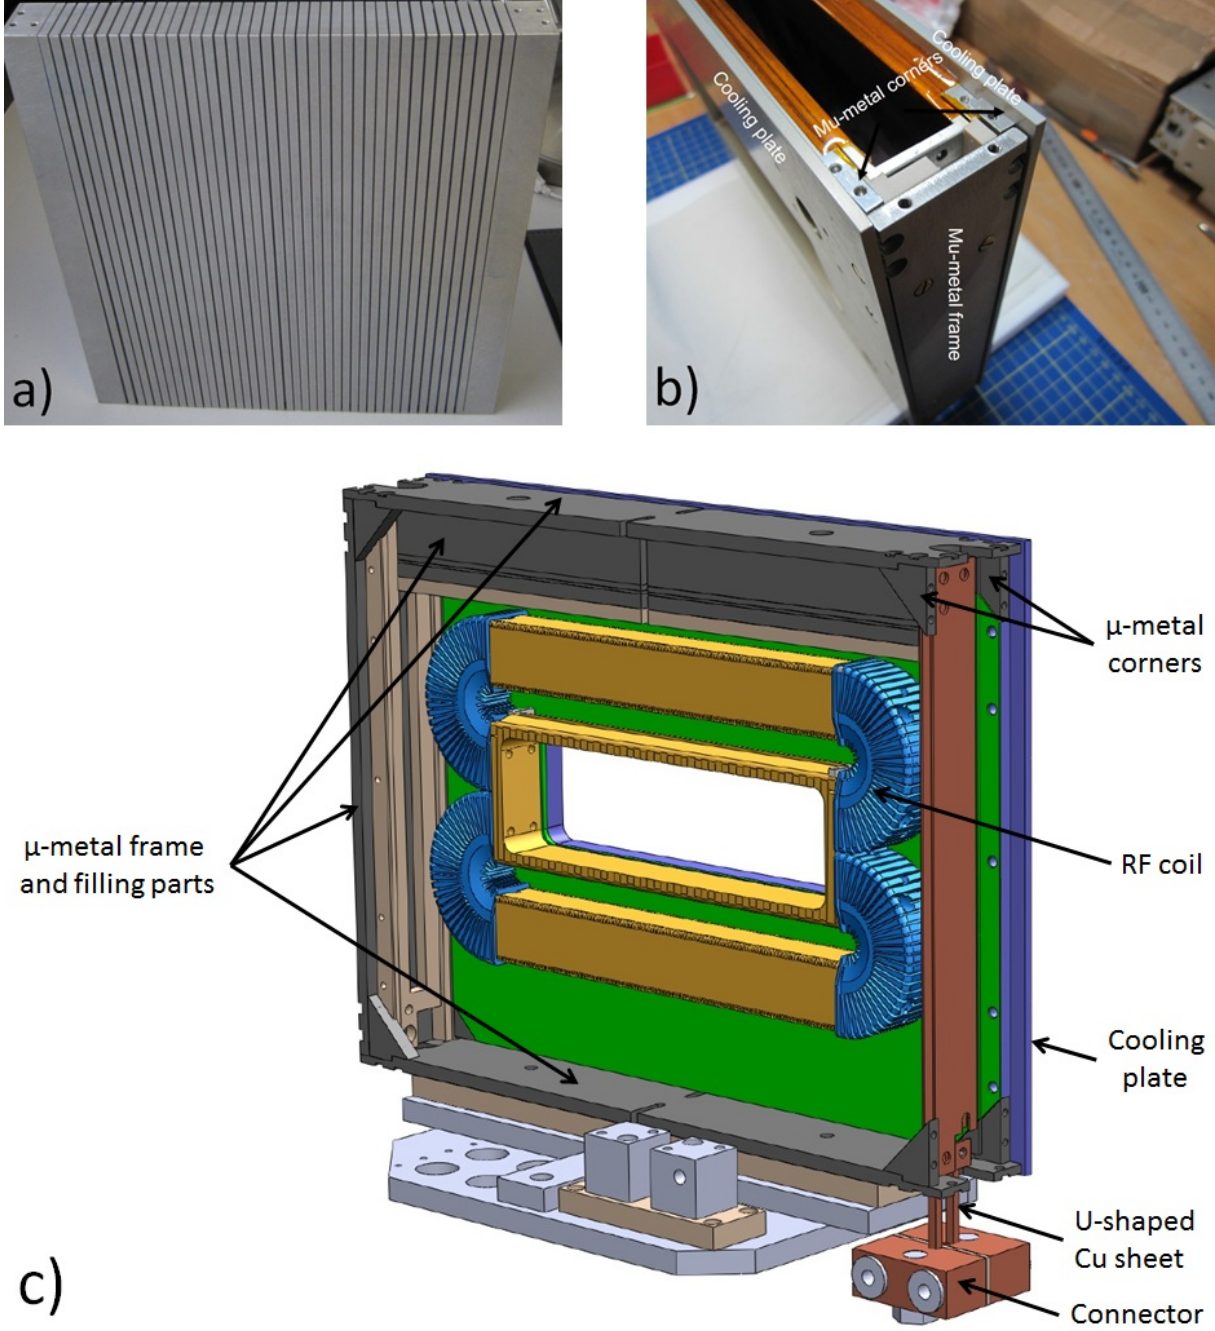 a)
Cooling plate
Mu-metal corners
Cooling plate
Mu-metal frame
b)
μ-metal
corners
μ-metal frame
and filling parts
RF coil
Cooling
plate
U-shaped
Cu sheet
Connector
c)